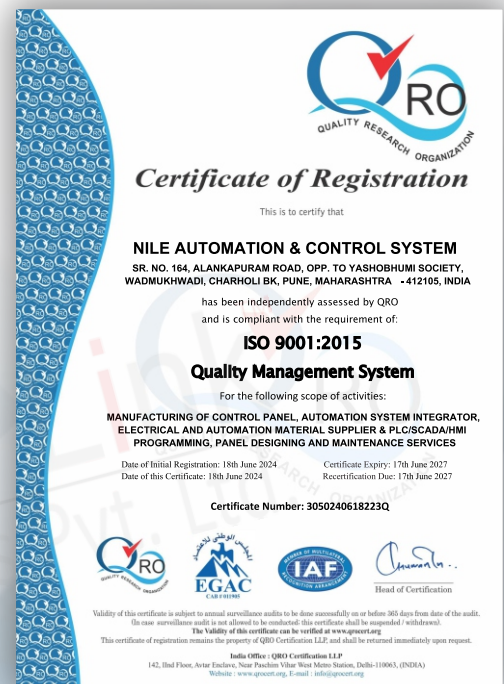 QRO
QUALITY RESEARCH ORGANIZATION
Certificate of Registration
This is to certify that
NILE AUTOMATION & CONTROL SYSTEM
SR. NO. 164, ALANKAPURAM ROAD, OPP. TO YASHOBHUMI SOCIETY,
WADMUKHWADI, CHARHOLI BK, PUNE, MAHARASHTRA - 412105, INDIA
has been independently assessed by QRO
and is compliant with the requirement of:
ISO 9001:2015
Quality Management System
For the following scope of activities:
MANUFACTURING OF CONTROL PANEL, AUTOMATION SYSTEM INTEGRATOR,
ELECTRICAL AND AUTOMATION MATERIAL SUPPLIER & PLC/SCADA/HMI
PROGRAMMING, PANEL DESIGNING AND MAINTENANCE SERVICES
Date of Initial Registration: 18th June 2024 Certificate Expiry: 17th June 2027
Date of this Certificate: 18th June 2024 Recertification Due: 17th June 2027
Certificate Number: 3050240618223Q
QRO
QUALITY RESEARCH ORGANIZATION
المجلس الوطني للاعتماد
EGAC
CAB # 011905
MEMBER OF MULTILATERAL
IAF
RECOGNITION ARRANGEMENT
Head of Certification
Validity of this certificate is subject to annual surveillance audits to be done successfully on or before 365 days from date of the audit.
(In case surveillance audit is not allowed to be conducted; this certificate shall be suspended / withdrawn).
The Validity of this certificate can be verified at www.qrocert.org
This certificate of registration remains the property of QRO Certification LLP, and shall be returned immediately upon request.
India Office : QRO Certification LLP
142, IInd Floor, Avtar Enclave, Near Paschim Vihar West Metro Station, Delhi-110063, (INDIA)
Website : www.qrocert.org, E-mail : info@qrocert.org